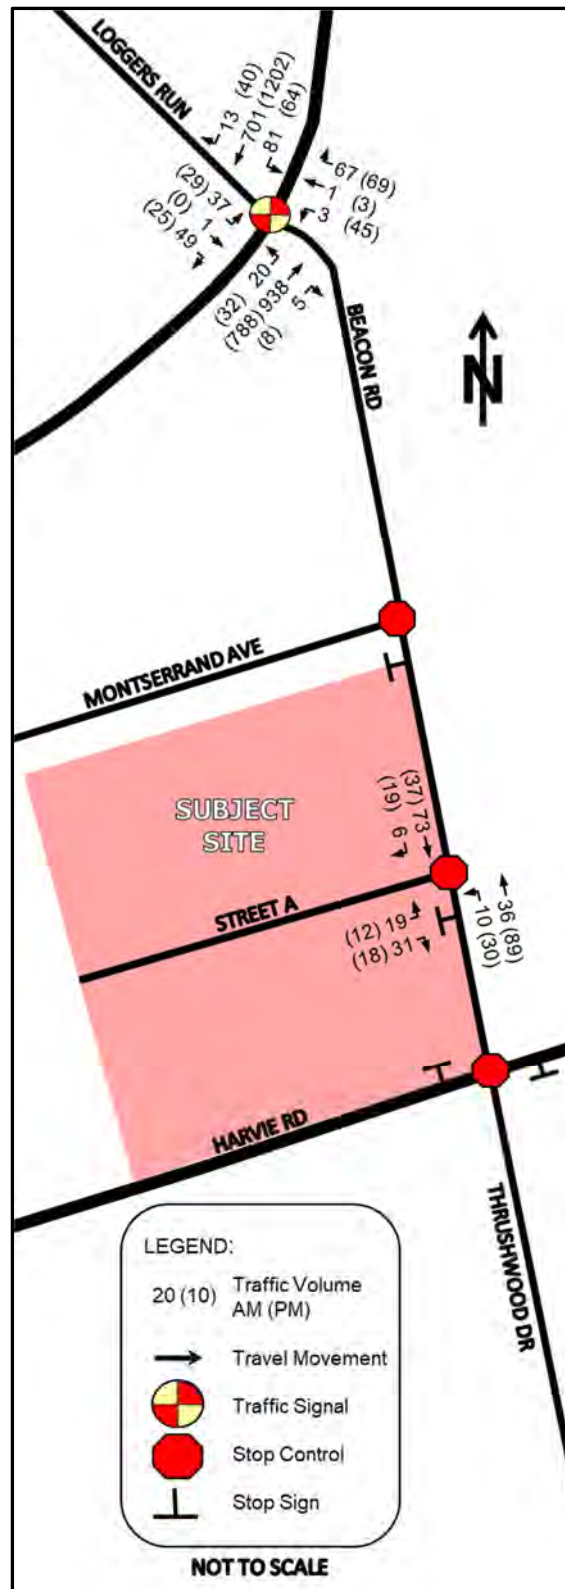 LOGGERS RUN
13 (40)
701 (1202)
81 (64)
67 (69)
1 (3)
3 (45)
(29) 37
(0) 1
(25) 49
(32) 20
(788) 938
(8) 5
BEACON RD
N
MONTSERRAND AVE
SUBJECT
SITE
(37) 73
(19) 6
STREET A
36 (89)
10 (30)
(12) 19
(18) 31
HARVIE RD
THRUSHWOOD DR
LEGEND:
20 (10) Traffic Volume
AM (PM)
Travel Movement
Traffic Signal
Stop Control
Stop Sign
NOT TO SCALE